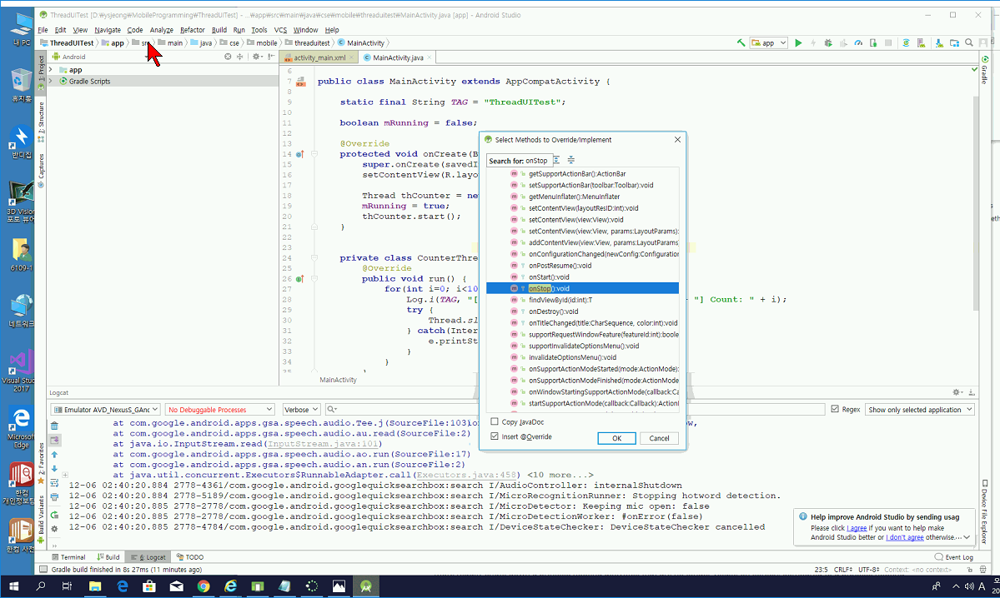 ThreadUITest [D:\ysjeong\MobileProgramming\ThreadUITest] - ...\app\src\main\java\cse\mobile\threaduitest\MainActivity.java [app] - Android Studio
File Edit View Navigate Code Analyze Refactor Build Run Tools VCS Window Help
ThreadUITest app src main java cse mobile threaduitest MainActivity
app
Android
activity_main.xml MainActivity.java
1: Project
Z: Structure
Captures
2: Favorites
Build Variants
Gradle
Device File Explorer
app
Gradle Scripts
내 PC
휴지통
반디집
3D Vision
포토 뷰어
6109-1
네트워크
Visual Studio
2017
Microsoft
Edge
한컴
한컴 사전
6
7 public class MainActivity extends AppCompatActivity {
8
9 static final String TAG = "ThreadUITest";
10
11 boolean mRunning = false;
12
13 @Override
14 protected void onCreate(B
15 super.onCreate(savedI
16 setContentView(R.layo
17
18 Thread thCounter = ne
19 mRunning = true;
20 thCounter.start();
21 }
22
23
24 private class CounterThre
25 @Override
26 public void run() {
27 for(int i=0; i<10
28 Log.i(TAG, "[ "] Count: " + i);
29 try {
30 Thread.sl
31 } catch(Inter
32 e.printSt
33 }
34 }
35 }
MainActivity
Select Methods to Override/Implement
Search for: onStop
getSupportActionBar():ActionBar
setSupportActionBar(toolbar:Toolbar):void
getMenuInflater():MenuInflater
setContentView(layoutResID:int):void
setContentView(view:View):void
setContentView(view:View, params:LayoutParams):
addContentView(view:View, params:LayoutParams)
onConfigurationChanged(newConfig:Configuration
onPostResume():void
onStart():void
onStop():void
findViewById(id:int):T
onDestroy():void
onTitleChanged(title:CharSequence, color:int):void
supportRequestWindowFeature(featureId:int):boole
supportInvalidateOptionsMenu():void
invalidateOptionsMenu():void
onSupportActionModeStarted(mode:ActionMode):
onSupportActionModeFinished(mode:ActionMode
onWindowStartingSupportActionMode(callback:Ca
startSupportActionMode(callback:Callback):Action
Copy JavaDoc
Insert @Override
OK Cancel
Logcat
Emulator AVD_NexusS_GAnd No Debuggable Processes Verbose Regex Show only selected application
at com.google.android.apps.gsa.speech.audio.Tee.j(SourceFile:103)
at com.google.android.apps.gsa.speech.audio.au.read(SourceFile:2)
at java.io.InputStream.read(InputStream.java:101)
at com.google.android.apps.gsa.speech.audio.ao.run(SourceFile:17)
at com.google.android.apps.gsa.speech.audio.an.run(SourceFile:2)
at java.util.concurrent.Executors$RunnableAdapter.call(Executors.java:458) <10 more...>
12-06 02:40:20.884 2778-4361/com.google.android.googlequicksearchbox:search I/AudioController: internalShutdown
12-06 02:40:20.884 2778-5189/com.google.android.googlequicksearchbox:search I/MicroRecognitionRunner: Stopping hotword detection.
12-06 02:40:20.885 2778-2778/com.google.android.googlequicksearchbox:search I/MicroDetector: Keeping mic open: false
12-06 02:40:20.885 2778-2778/com.google.android.googlequicksearchbox:search I/MicroDetectionWorker: #onError(false)
12-06 02:40:20.885 2778-4784/com.google.android.googlequicksearchbox:search I/DeviceStateChecker: DeviceStateChecker cancelled
Help improve Android Studio by sending usag
Please click I agree if you want to help make
Android Studio better or I don't agree otherwise....
Terminal Build 6: Logcat TODO Event Log
Gradle build finished in 8s 27ms (11 minutes ago) 23:5 CRLF÷ UTF-8÷ Context: <no context>
A